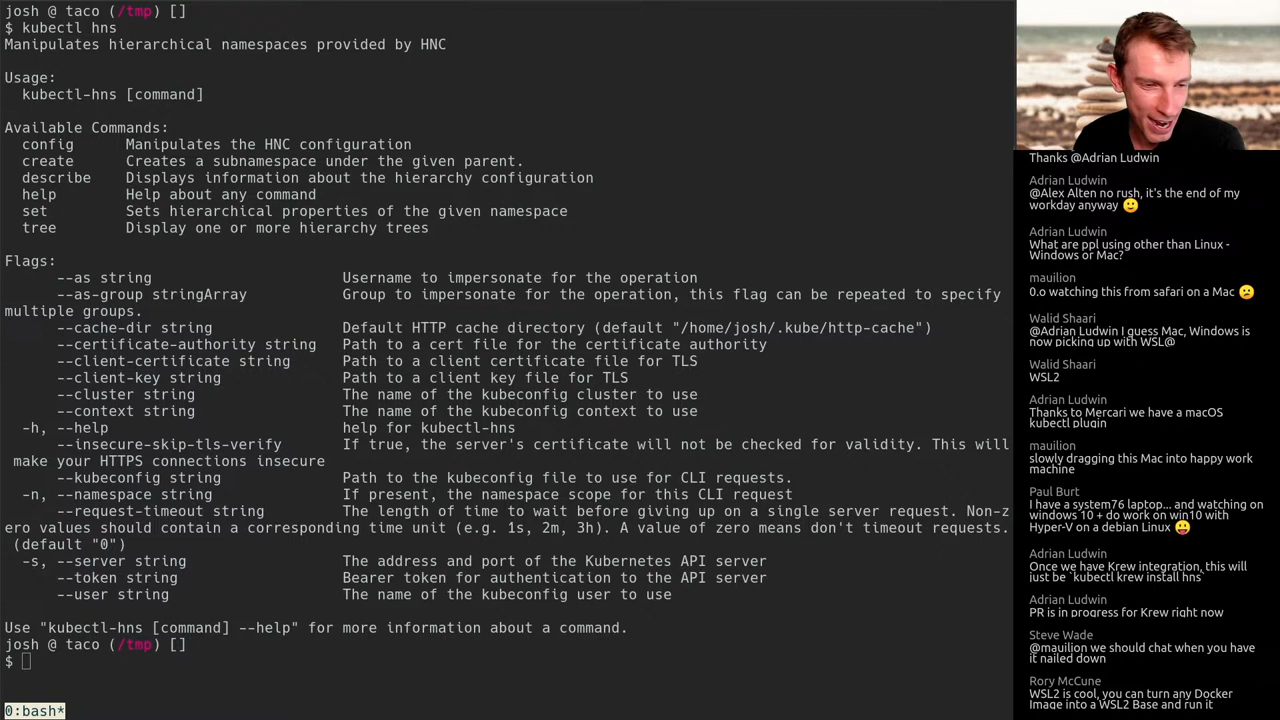 josh @ taco (/tmp) []
$ kubectl hns
Manipulates hierarchical namespaces provided by HNC
Usage:
  kubectl-hns [command]
Available Commands:
  config      Manipulates the HNC configuration
  create      Creates a subnamespace under the given parent.
  describe    Displays information about the hierarchy configuration
  help        Help about any command
  set         Sets hierarchical properties of the given namespace
  tree        Display one or more hierarchy trees
Flags:
      --as string                      Username to impersonate for the operation
      --as-group stringArray           Group to impersonate for the operation, this flag can be repeated to specify
multiple groups.
      --cache-dir string               Default HTTP cache directory (default "/home/josh/.kube/http-cache")
      --certificate-authority string   Path to a cert file for the certificate authority
      --client-certificate string      Path to a client certificate file for TLS
      --client-key string              Path to a client key file for TLS
      --cluster string                 The name of the kubeconfig cluster to use
      --context string                 The name of the kubeconfig context to use
  -h, --help                           help for kubectl-hns
      --insecure-skip-tls-verify       If true, the server's certificate will not be checked for validity. This will
 make your HTTPS connections insecure
      --kubeconfig string              Path to the kubeconfig file to use for CLI requests.
  -n, --namespace string               If present, the namespace scope for this CLI request
      --request-timeout string         The length of time to wait before giving up on a single server request. Non-z
ero values should contain a corresponding time unit (e.g. 1s, 2m, 3h). A value of zero means don't timeout requests.
 (default "0")
  -s, --server string                  The address and port of the Kubernetes API server
      --token string                   Bearer token for authentication to the API server
      --user string                    The name of the kubeconfig user to use
Use "kubectl-hns [command] --help" for more information about a command.
josh @ taco (/tmp) []
$
0:bash*
Thanks @Adrian Ludwin
Adrian Ludwin
@Alex Alten no rush, it's the end of my
workday anyway 🙂
Adrian Ludwin
What are ppl using other than Linux -
Windows or Mac?
mauilion
0.o watching this from safari on a Mac 🙁
Walid Shaari
@Adrian Ludwin I guess Mac, Windows is
now picking up with WSL@
Walid Shaari
WSL2
Adrian Ludwin
Thanks to Mercari we have a macOS
kubectl plugin
mauilion
slowly dragging this Mac into happy work
machine
Paul Burt
I have a system76 laptop... and watching on
windows 10 + do work on win10 with
Hyper-V on a debian Linux 😛
Adrian Ludwin
Once we have Krew integration, this will
just be `kubectl krew install hns`
Adrian Ludwin
PR is in progress for Krew right now
Steve Wade
@mauilion we should chat when you have
it nailed down
Rory McCune
WSL2 is cool, you can turn any Docker
Image into a WSL2 Base and run it